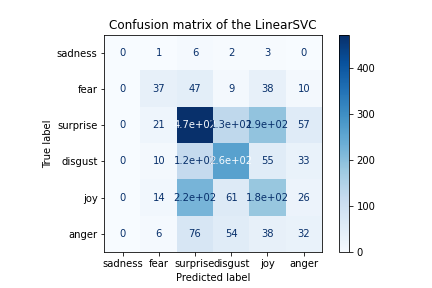 Confusion matrix of the LinearSVC
sadness 0 1 6 2 3 0
fear 0 37 47 9 38 10
surprise 0 21 4.7e+02 1.3e+02 1.9e+02 57
disgust 0 10 1.2e+02 2.6e+02 55 33
joy 0 14 2.2e+02 61 1.8e+02 26
anger 0 6 76 54 38 32
sadness fear surprise disgust joy anger
Predicted label
True label
400
300
200
100
0